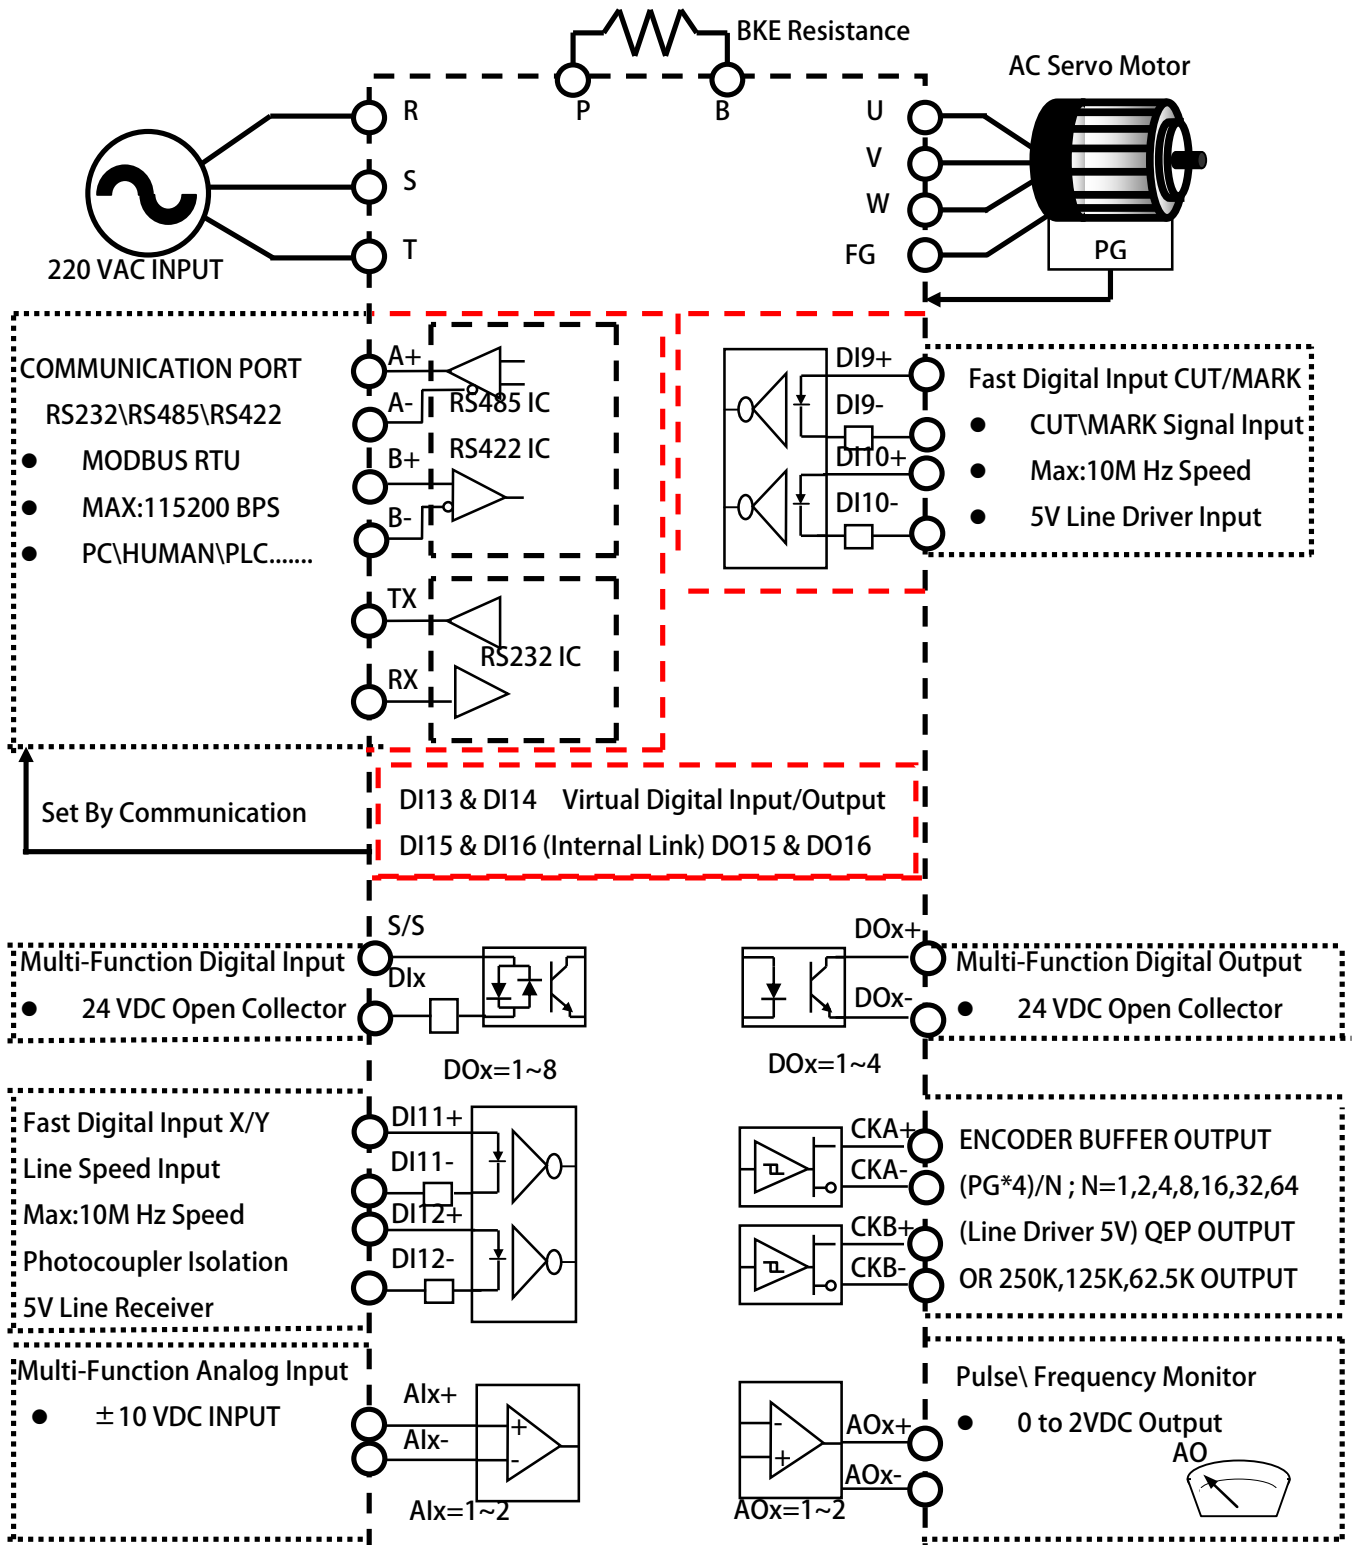 BKE Resistance
AC Servo Motor
P
B
R
S
T
220 VAC INPUT
U
V
W
FG
PG
COMMUNICATION PORT
RS232\RS485\RS422
● MODBUS RTU
● MAX:115200 BPS
● PC\HUMAN\PLC.......
A+
A-
B+
B-
RS485 IC
RS422 IC
TX
RX
RS232 IC
DI9+
DI9-
DI10+
DI10-
Fast Digital Input CUT/MARK
● CUT\MARK Signal Input
● Max:10M Hz Speed
● 5V Line Driver Input
Set By Communication
DI13 & DI14 Virtual Digital Input/Output
DI15 & DI16 (Internal Link) DO15 & DO16
S/S
DIx
Multi-Function Digital Input
● 24 VDC Open Collector
DOx=1~8
DOx+
DOx-
DOx=1~4
Multi-Function Digital Output
● 24 VDC Open Collector
Fast Digital Input X/Y
Line Speed Input
Max:10M Hz Speed
Photocoupler Isolation
5V Line Receiver
DI11+
DI11-
DI12+
DI12-
CKA+
CKA-
CKB+
CKB-
ENCODER BUFFER OUTPUT
(PG*4)/N ; N=1,2,4,8,16,32,64
(Line Driver 5V) QEP OUTPUT
OR 250K,125K,62.5K OUTPUT
Multi-Function Analog Input
● ±10 VDC INPUT
AIx+
AIx-
+
-
AIx=1~2
-
+
AOx+
AOx-
AOx=1~2
Pulse\ Frequency Monitor
● 0 to 2VDC Output
AO